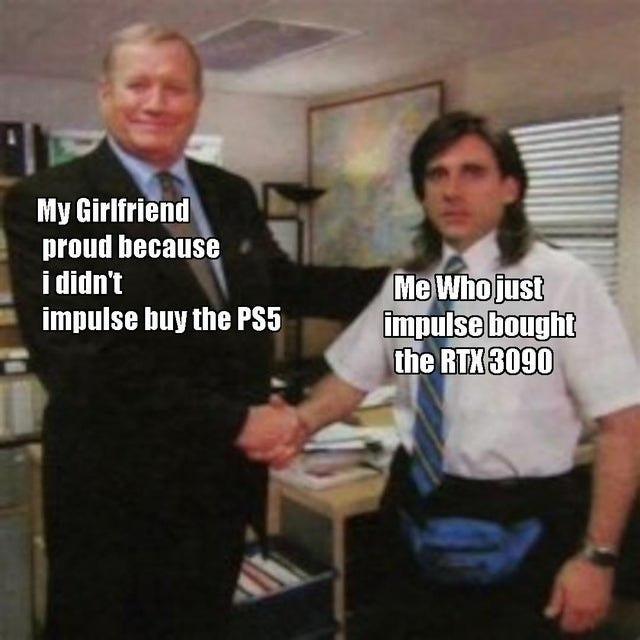 My Girlfriend
proud because
i didn't
impulse buy the PS5
Me Who just
impulse bought
the RTX 3090